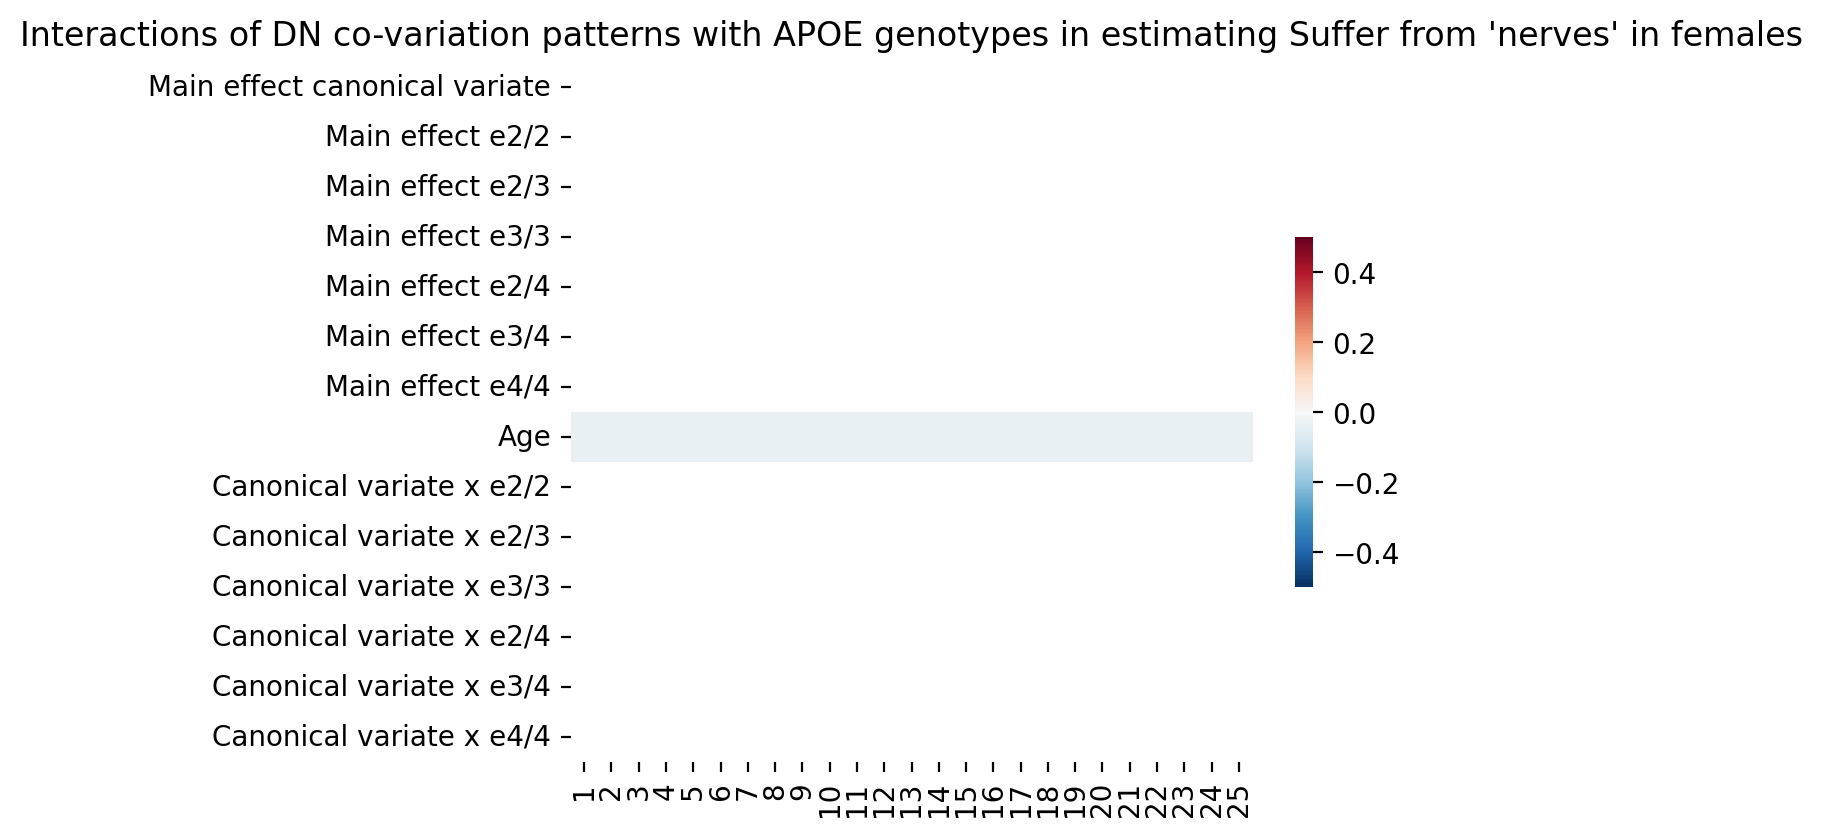 Interactions of DN co-variation patterns with APOE genotypes in estimating Suffer from 'nerves' in females
Main effect canonical variate
Main effect e2/2
Main effect e2/3
Main effect e3/3
Main effect e2/4
Main effect e3/4
Main effect e4/4
Age
Canonical variate x e2/2
Canonical variate x e2/3
Canonical variate x e3/3
Canonical variate x e2/4
Canonical variate x e3/4
Canonical variate x e4/4
1
2
3
4
5
6
7
8
9
10
11
12
13
14
15
16
17
18
19
20
21
22
23
24
25
0.4
0.2
0.0
−0.2
−0.4